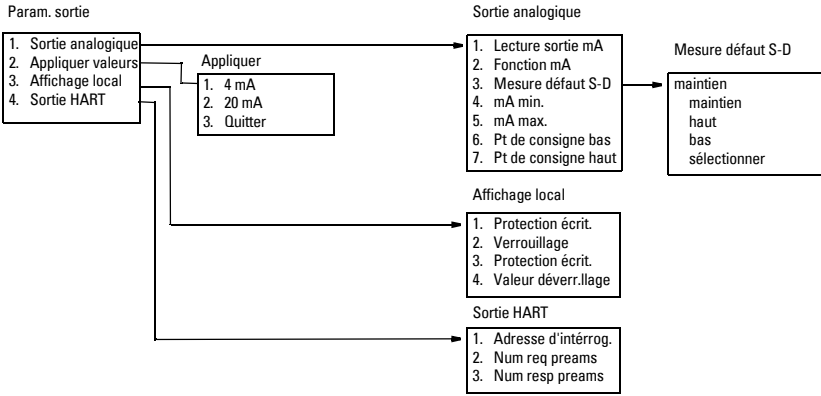 Param. sortie
1. Sortie analogique
2. Appliquer valeurs
3. Affichage local
4. Sortie HART
Appliquer
1. 4 mA
2. 20 mA
3. Quitter
Sortie analogique
1. Lecture sortie mA
2. Fonction mA
3. Mesure défaut S-D
4. mA min.
5. mA max.
6. Pt de consigne bas
7. Pt de consigne haut
Mesure défaut S-D
maintien
maintien
haut
bas
sélectionner
Affichage local
1. Protection écrit.
2. Verrouillage
3. Protection écrit.
4. Valeur déverr.llage
Sortie HART
1. Adresse d'intérrog.
2. Num req preams
3. Num resp preams